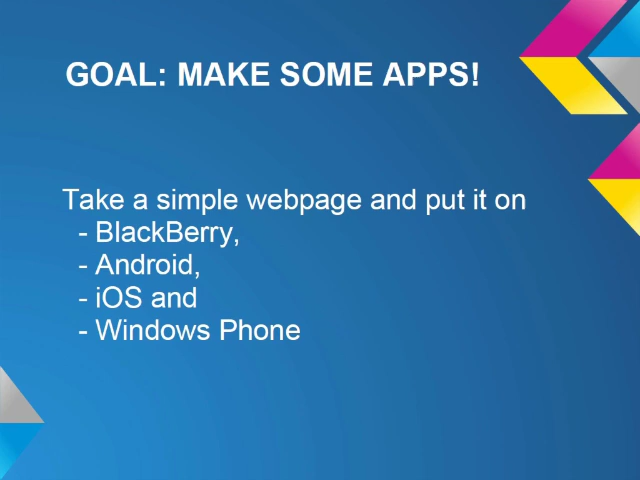 GOAL: MAKE SOME APPS!
Take a simple webpage and put it on
- BlackBerry,
- Android,
- iOS and
- Windows Phone